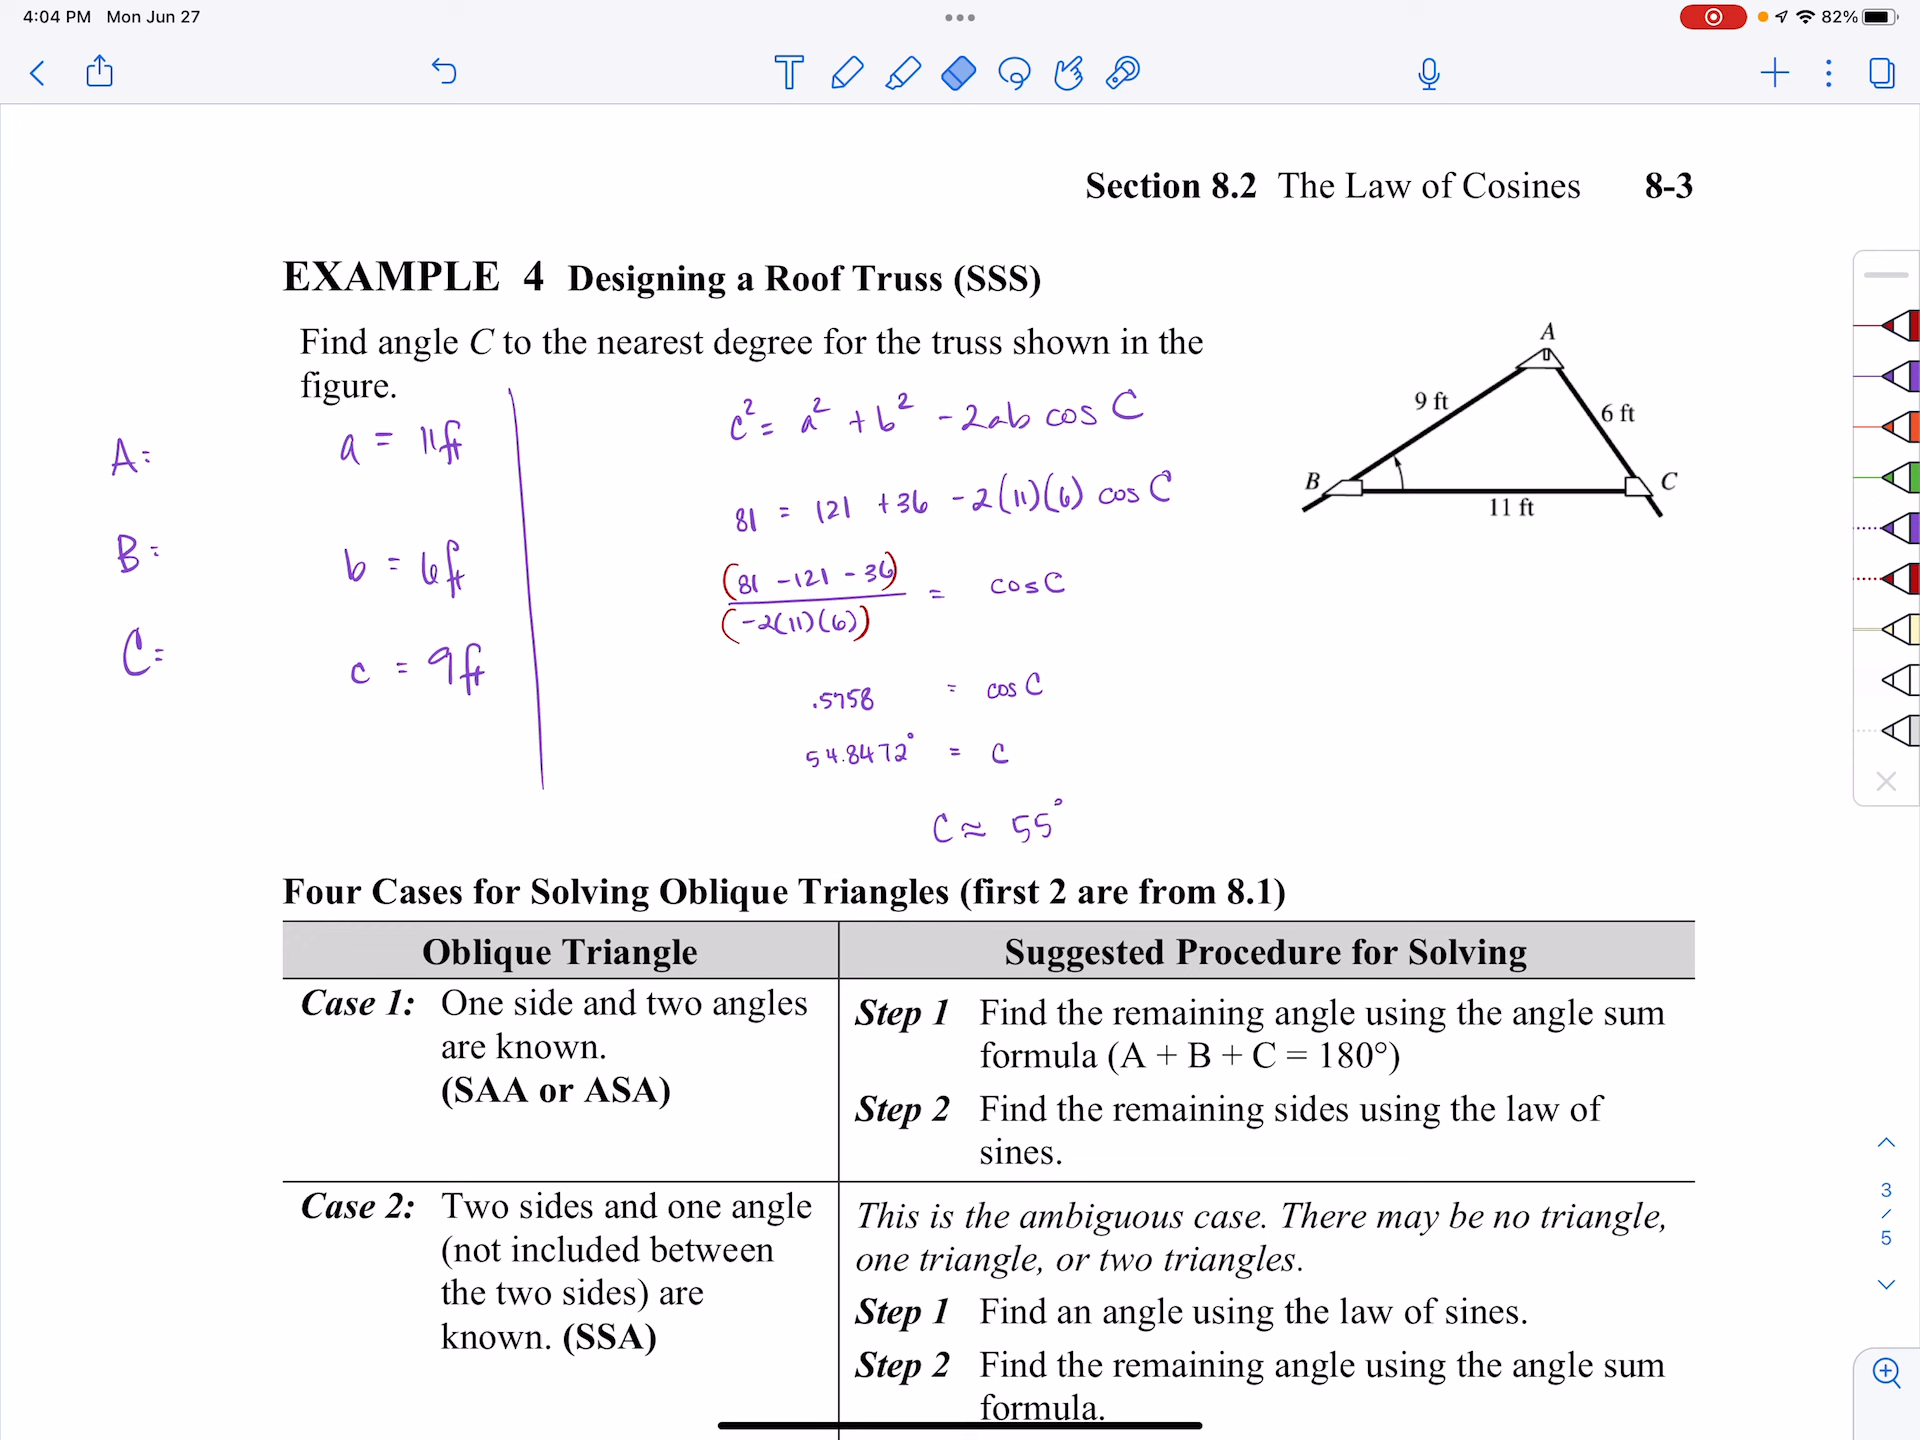 4:04 PM Mon Jun 27
82%
Section 8.2 The Law of Cosines 8-3
EXAMPLE 4 Designing a Roof Truss (SSS)
Find angle C to the nearest degree for the truss shown in the
figure.
A:
B:
C=
a = 11ft
b = 6ft
c = 9ft
c² = a² + b² - 2ab cos C
81 = 121 + 36 - 2(11)(6) cos C
(81 - 121 - 36)
(-2(11)(6))
= cos C
.5758 = cos C
54.8472° = C
C ≈ 55°
A
9 ft
6 ft
B
C
11 ft
Four Cases for Solving Oblique Triangles (first 2 are from 8.1)
Oblique Triangle
Suggested Procedure for Solving
Case 1: One side and two angles
are known.
(SAA or ASA)
Step 1 Find the remaining angle using the angle sum
formula (A + B + C = 180°)
Step 2 Find the remaining sides using the law of
sines.
Case 2: Two sides and one angle
(not included between
the two sides) are
known. (SSA)
This is the ambiguous case. There may be no triangle,
one triangle, or two triangles.
Step 1 Find an angle using the law of sines.
Step 2 Find the remaining angle using the angle sum
formula.
3
/
5